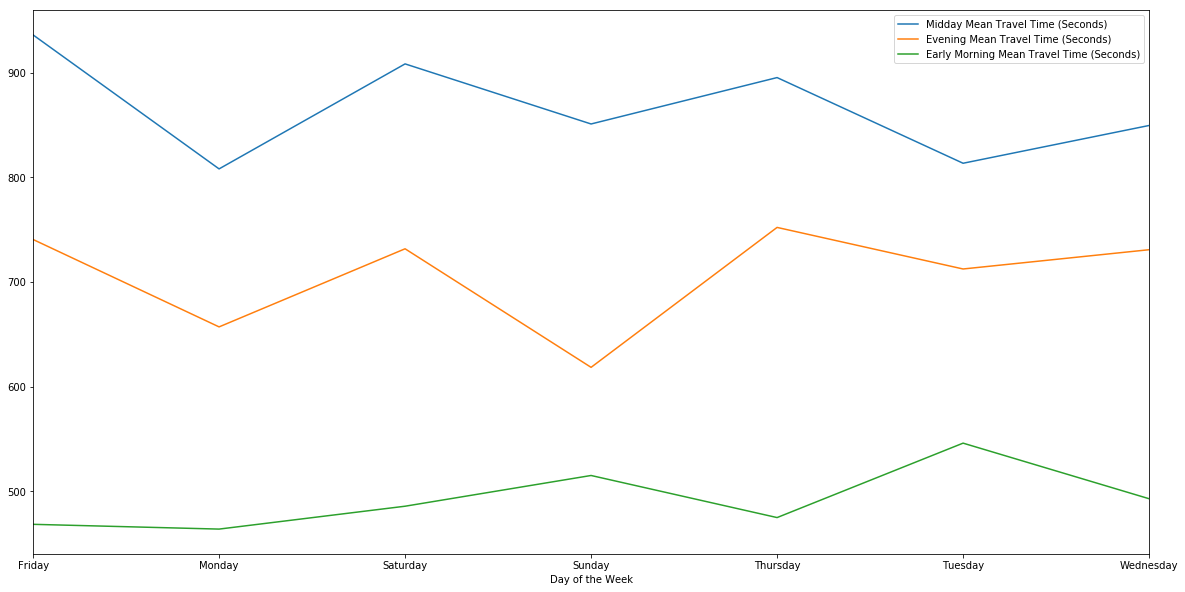 Midday Mean Travel Time (Seconds)
Evening Mean Travel Time (Seconds)
Early Morning Mean Travel Time (Seconds)
900
800
700
600
500
Friday Monday Saturday Sunday Thursday Tuesday Wednesday
Day of the Week